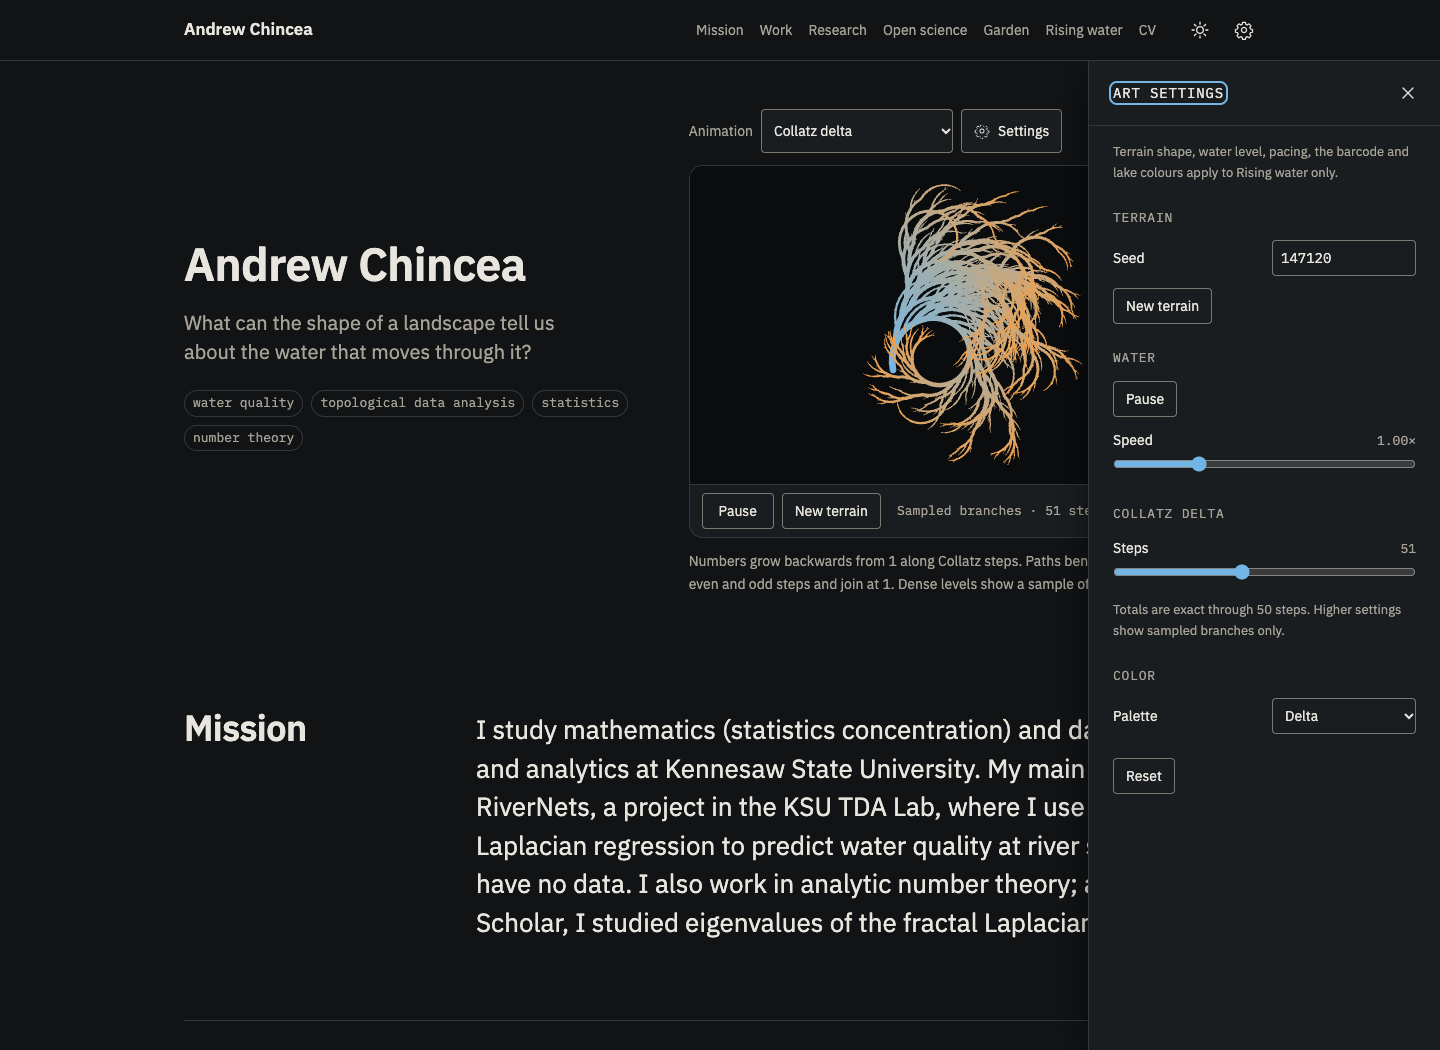 Andrew Chincea
Mission Work Research Open science Garden Rising water CV
Animation Collatz delta Settings
Andrew Chincea
What can the shape of a landscape tell us
about the water that moves through it?
water quality topological data analysis statistics
number theory
Pause New terrain Sampled branches · 51 ste
Numbers grow backwards from 1 along Collatz steps. Paths ben
even and odd steps and join at 1. Dense levels show a sample of
Mission
I study mathematics (statistics concentration) and da
and analytics at Kennesaw State University. My main
RiverNets, a project in the KSU TDA Lab, where I use
Laplacian regression to predict water quality at river s
have no data. I also work in analytic number theory; a
Scholar, I studied eigenvalues of the fractal Laplacian
ART SETTINGS
Terrain shape, water level, pacing, the barcode and
lake colours apply to Rising water only.
TERRAIN
Seed 147120
New terrain
WATER
Pause
Speed 1.00×
COLLATZ DELTA
Steps 51
Totals are exact through 50 steps. Higher settings
show sampled branches only.
COLOR
Palette Delta
Reset